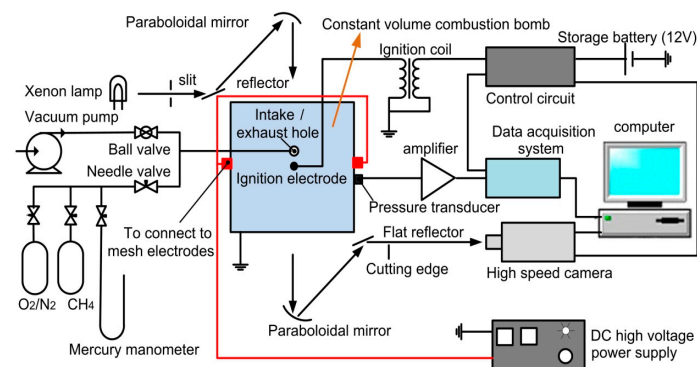 Paraboloidal mirror
Constant volume combustion bomb
Ignition coil
Storage battery (12V)
Xenon lamp
slit
reflector
Control circuit
Vacuum pump
Intake /
exhaust hole
Ball valve
Needle valve
Ignition electrode
amplifier
Data acquisition
system
computer
To connect to
mesh electrodes
Pressure transducer
Flat reflector
Cutting edge
High speed camera
O2/N2
CH4
Mercury manometer
Paraboloidal mirror
DC high voltage
power supply